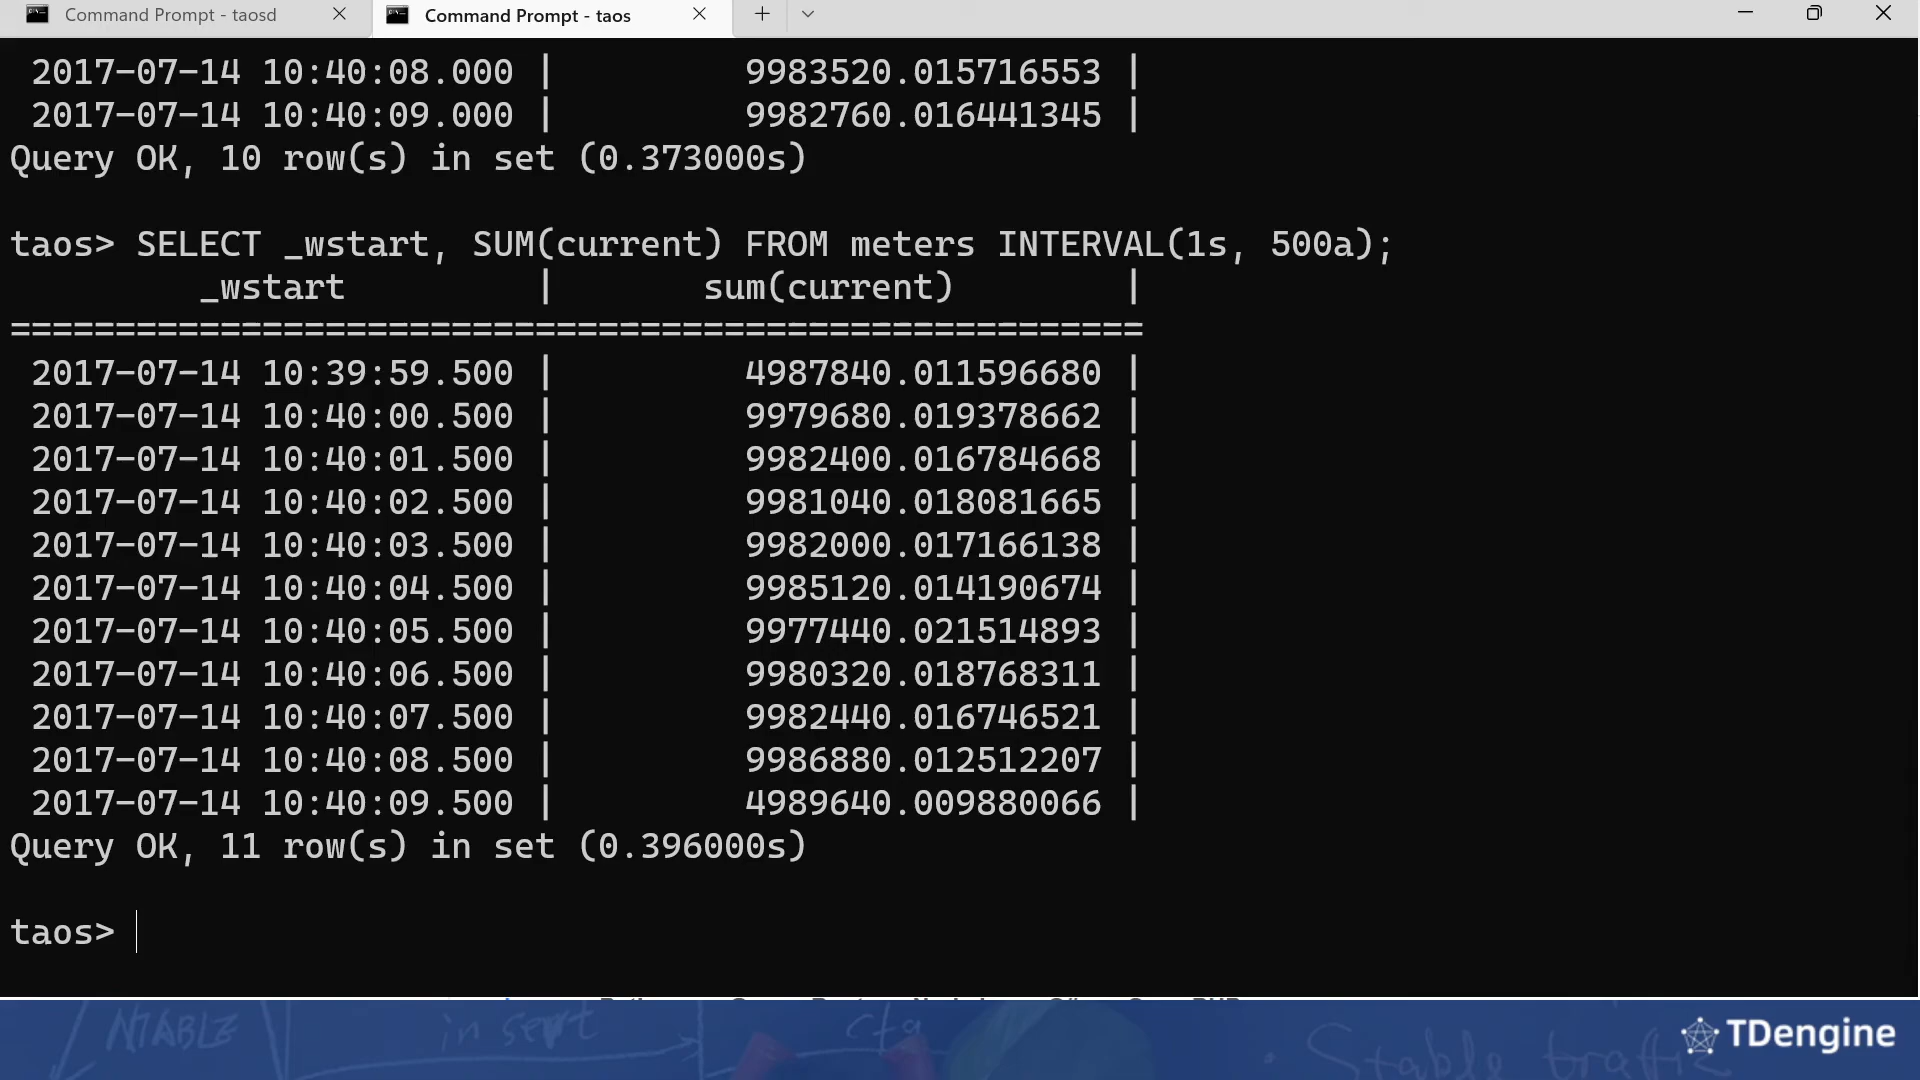 Command Prompt - taosd
Command Prompt - taos
2017-07-14 10:40:08.000 | 9983520.015716553 |
2017-07-14 10:40:09.000 | 9982760.016441345 |
Query OK, 10 row(s) in set (0.373000s)
taos> SELECT _wstart, SUM(current) FROM meters INTERVAL(1s, 500a);
_wstart | sum(current) |
======================================================
2017-07-14 10:39:59.500 | 4987840.011596680 |
2017-07-14 10:40:00.500 | 9979680.019378662 |
2017-07-14 10:40:01.500 | 9982400.016784668 |
2017-07-14 10:40:02.500 | 9981040.018081665 |
2017-07-14 10:40:03.500 | 9982000.017166138 |
2017-07-14 10:40:04.500 | 9985120.014190674 |
2017-07-14 10:40:05.500 | 9977440.021514893 |
2017-07-14 10:40:06.500 | 9980320.018768311 |
2017-07-14 10:40:07.500 | 9982440.016746521 |
2017-07-14 10:40:08.500 | 9986880.012512207 |
2017-07-14 10:40:09.500 | 4989640.009880066 |
Query OK, 11 row(s) in set (0.396000s)
taos>
NTABLE insert cfg
TDengine
Stable traffic